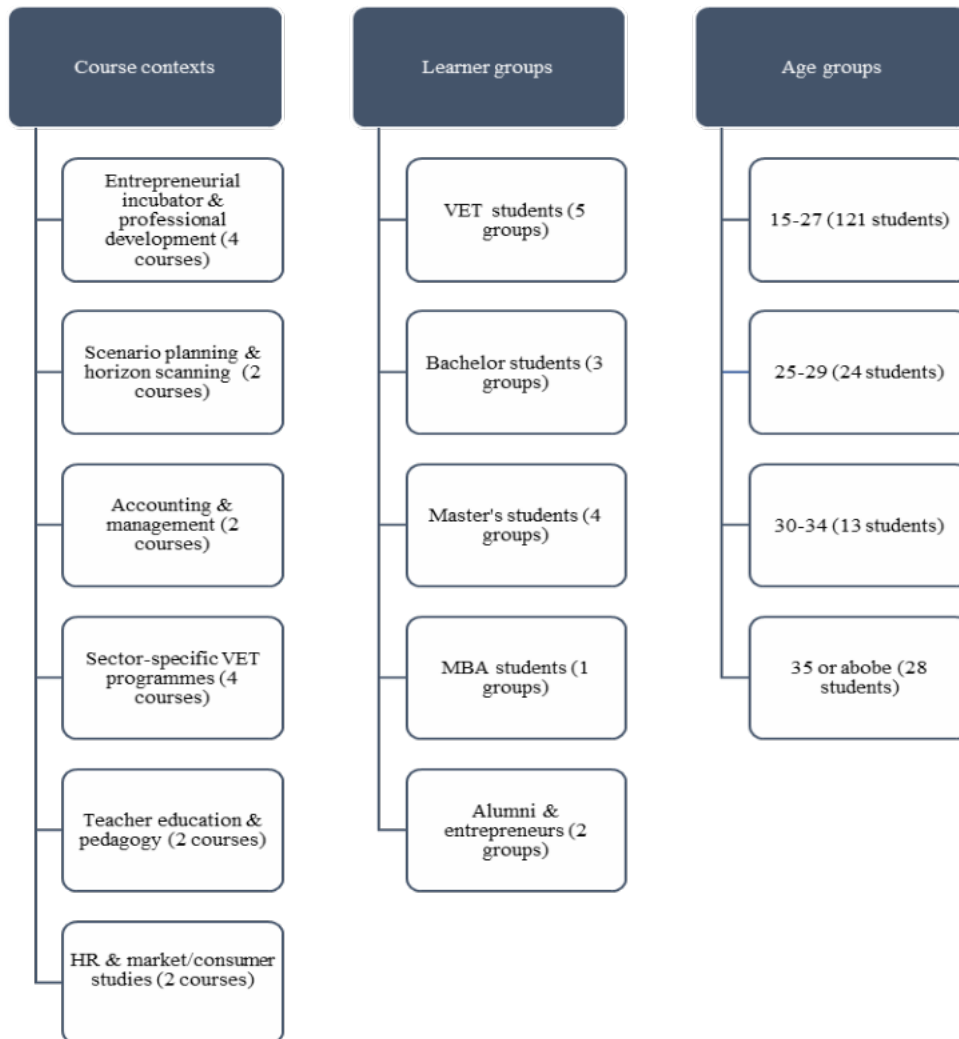 Course contexts
Entrepreneurial
incubator &
professional
development (4
courses)
Scenario planning &
horizon scanning (2
courses)
Accounting &
management (2
courses)
Sector-specific VET
programmes (4
courses)
Teacher education &
pedagogy (2 courses)
HR & market/consumer
studies (2 courses)
Learner groups
VET students (5
groups)
Bachelor students (3
groups)
Master's students (4
groups)
MBA students (1
groups)
Alumni &
entrepreneurs (2
groups)
Age groups
15-27 (121 students)
25-29 (24 students)
30-34 (13 students)
35 or abobe (28
students)